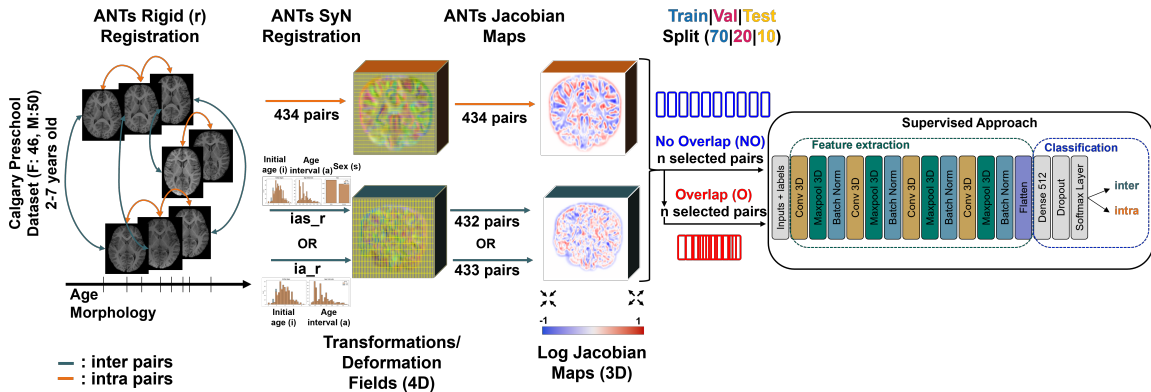 ANTs Rigid (r)
Registration
ANTs SyN
Registration
ANTs Jacobian
Maps
Train|Val|Test
Split (70|20|10)
Calgary Preschool
Dataset (F: 46, M:50)
2-7 years old
434 pairs
434 pairs
No Overlap (NO)
n selected pairs
Overlap (O)
n selected pairs
Initial
age (i)
Age
interval (a)
Sex (s)
ias_r
OR
ia_r
432 pairs
OR
433 pairs
Initial
age (i)
Age
interval (a)
Age
Morphology
: inter pairs
: intra pairs
Transformations/
Deformation
Fields (4D)
-1
1
Log Jacobian
Maps (3D)
Supervised Approach
Feature extraction
Classification
Inputs + labels
Conv 3D
Maxpool 3D
Batch Norm
Conv 3D
Maxpool 3D
Batch Norm
Conv 3D
Maxpool 3D
Batch Norm
Conv 3D
Maxpool 3D
Batch Norm
Flatten
Dense 512
Dropout
Softmax Layer
inter
intra